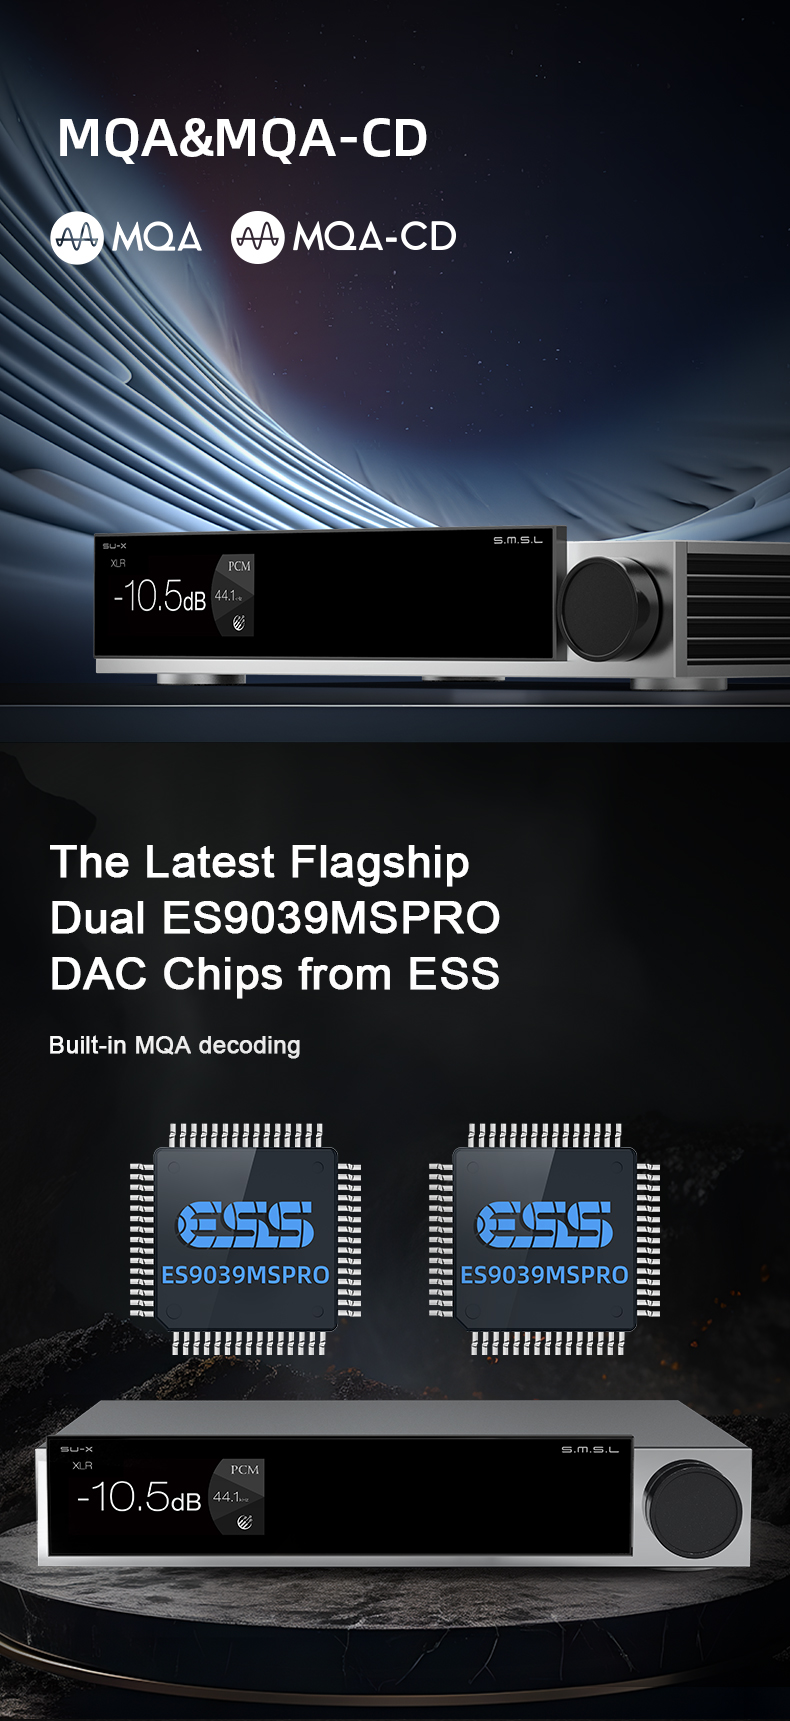 MQA&MQA-CD
MQA MQA-CD
SU-X
S.M.S.L
XLR
PCM
-10.5dB
44.1
The Latest Flagship
Dual ES9039MSPRO
DAC Chips from ESS
Built-in MQA decoding
ESS ESS
ES9039MSPRO ES9039MSPRO
SU-X
S.M.S.L
XLR
PCM
-10.5dB
44.1kHz